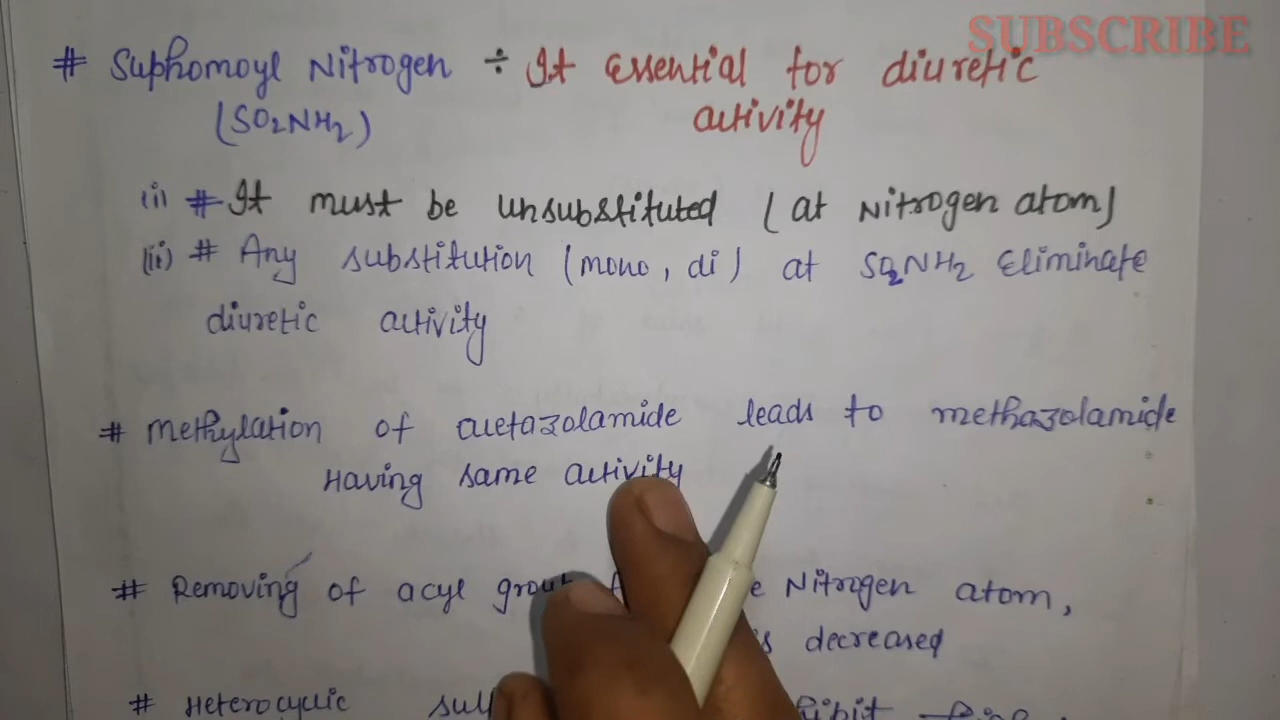 SUBSCRIBE
# Suphomoyl Nitrogen ÷ It Essential for diuretic
(SO2NH2) activity
(i) # It must be unsubstituted (at Nitrogen atom)
(ii) # Any substitution (mono, di) at SO2NH2 Eliminate
diuretic activity
# Methylation of acetazolamide leads to methazolamide
Having same activity
# Removing of acyl Nitrogen atom,
is decreased
# Heterocyclic